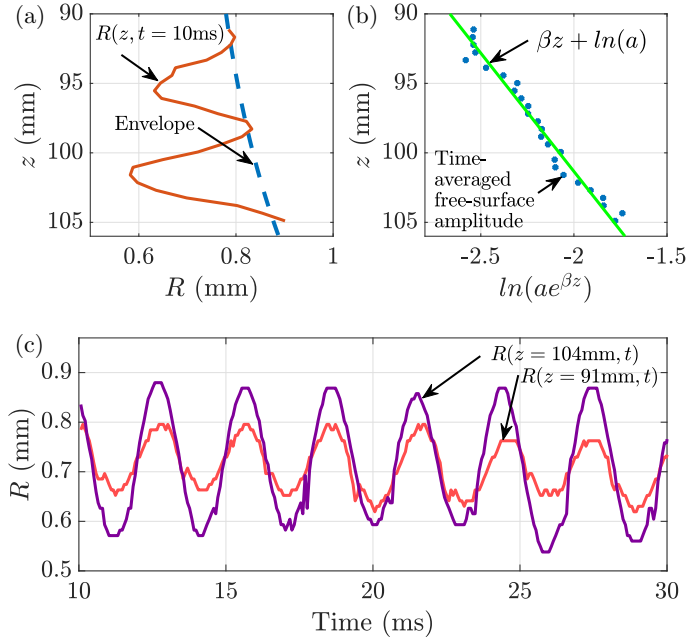 (a)
90
95
100
105
z (mm)
R(z, t = 10ms)
Envelope
0.6
0.8
1
R (mm)
(b)
90
95
100
105
z (mm)
βz + ln(a)
Time-
averaged
free-surface
amplitude
-2.5
-2
-1.5
ln(ae^{βz})
(c)
0.9
0.8
0.7
0.6
0.5
R (mm)
R(z = 104mm, t)
R(z = 91mm, t)
10
15
20
25
30
Time (ms)